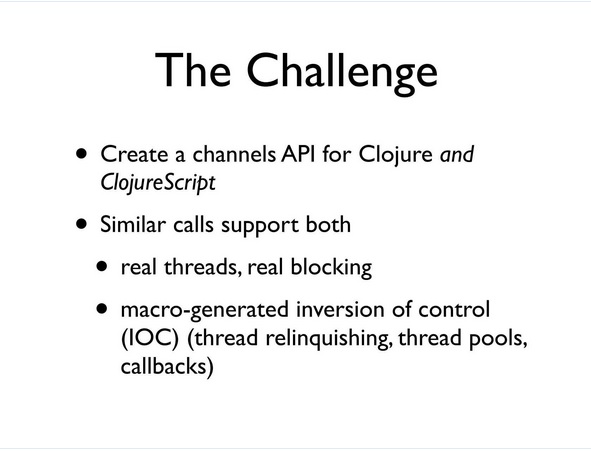 The Challenge
• Create a channels API for Clojure and
ClojureScript
• Similar calls support both
• real threads, real blocking
• macro-generated inversion of control
(IOC) (thread relinquishing, thread pools,
callbacks)